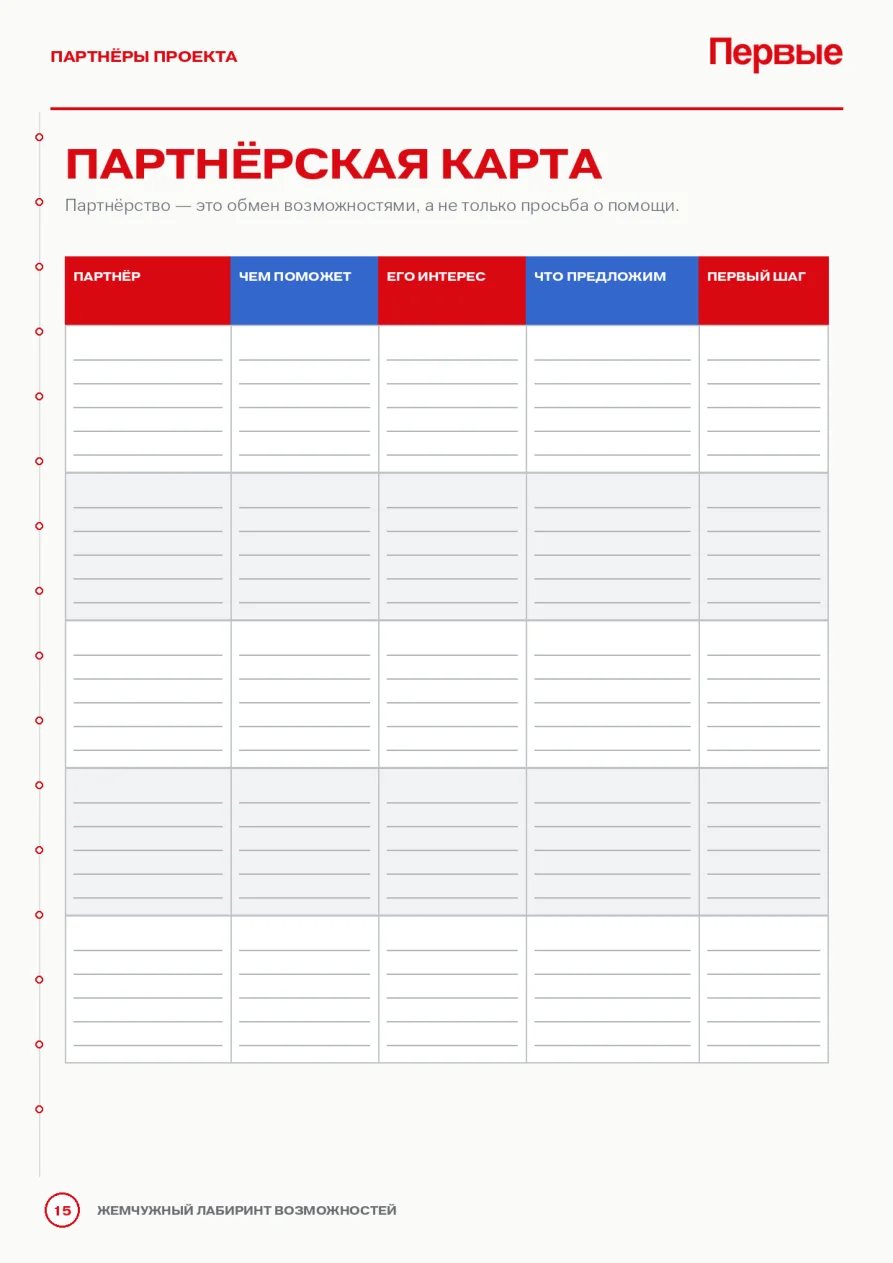 ПАРТНЁРЫ ПРОЕКТА
Первые
ПАРТНЁРСКАЯ КАРТА
Партнёрство — это обмен возможностями, а не только просьба о помощи.
ПАРТНЁР ЧЕМ ПОМОЖЕТ ЕГО ИНТЕРЕС ЧТО ПРЕДЛОЖИМ ПЕРВЫЙ ШАГ
15 ЖЕМЧУЖНЫЙ ЛАБИРИНТ ВОЗМОЖНОСТЕЙ